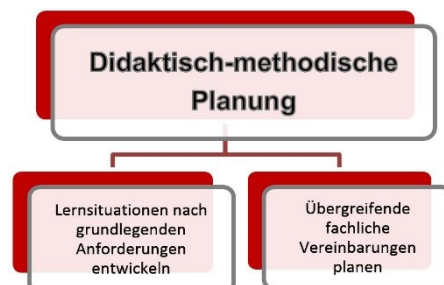 Didaktisch-methodische
Planung
Lernsituationen nach
grundlegenden
Anforderungen
entwickeln
Übergreifende
fachliche
Vereinbarungen
planen